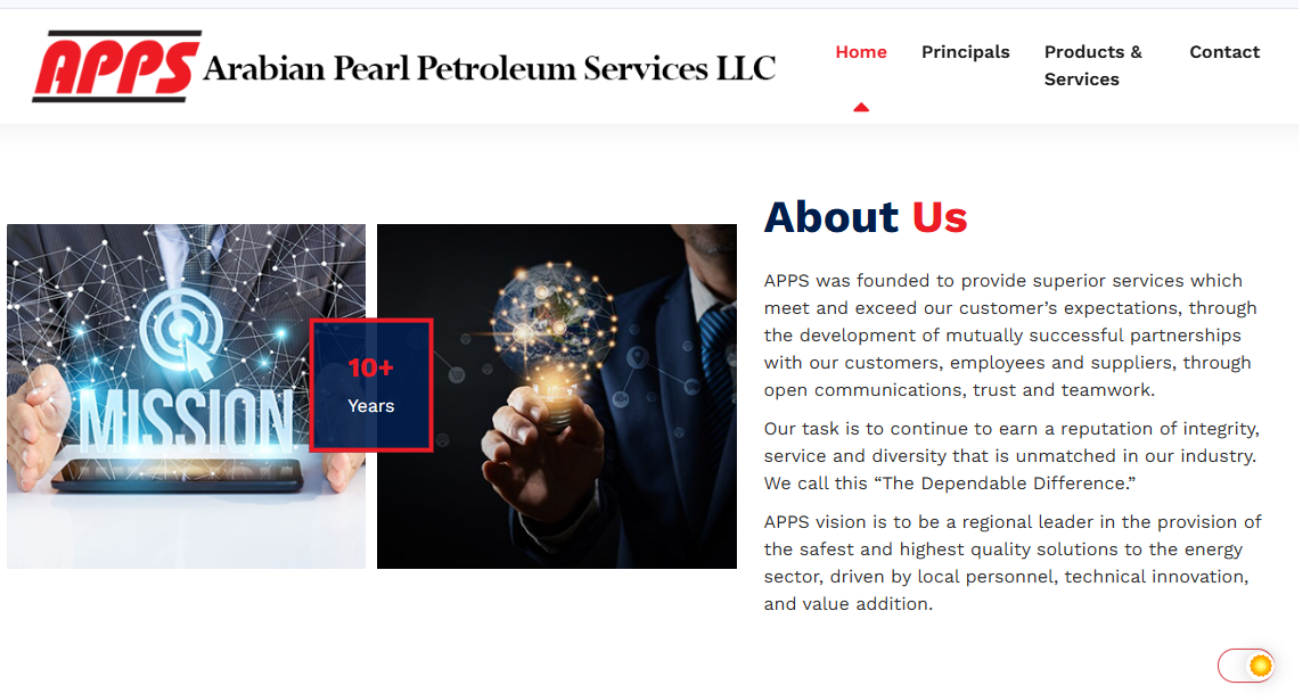 APPS Arabian Pearl Petroleum Services LLC
Home
Principals
Products &
Services
Contact
MISSION
10+
Years
About Us
APPS was founded to provide superior services which
meet and exceed our customer’s expectations, through
the development of mutually successful partnerships
with our customers, employees and suppliers, through
open communications, trust and teamwork.
Our task is to continue to earn a reputation of integrity,
service and diversity that is unmatched in our industry.
We call this “The Dependable Difference.”
APPS vision is to be a regional leader in the provision of
the safest and highest quality solutions to the energy
sector, driven by local personnel, technical innovation,
and value addition.